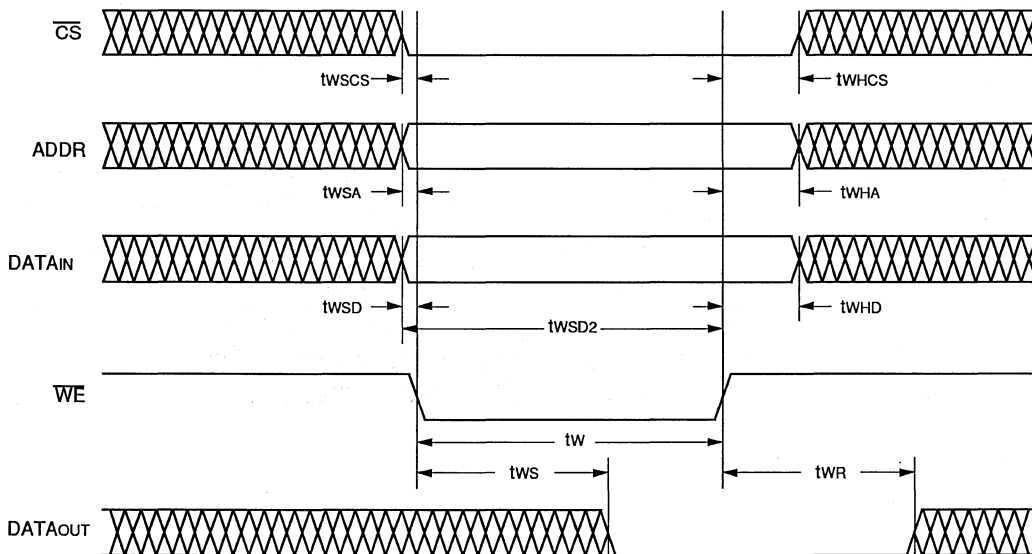 CS
tWSCS
tWHCS
ADDR
tWSA
tWHA
DATAIN
tWSD
tWHD
tWSD2
WE
tW
tWS
tWR
DATAOUT